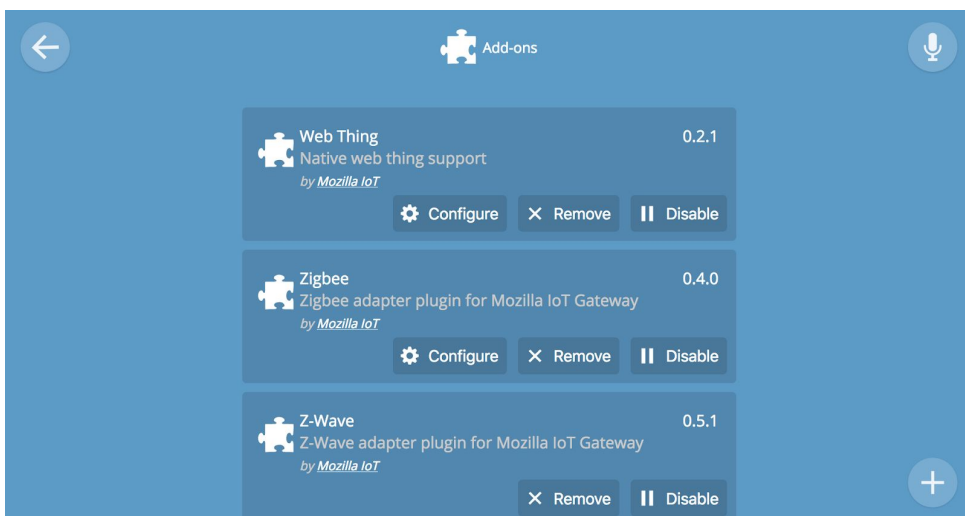 Add-ons
Web Thing 0.2.1
Native web thing support
by Mozilla IoT
Configure Remove Disable
Zigbee 0.4.0
Zigbee adapter plugin for Mozilla IoT Gateway
by Mozilla IoT
Configure Remove Disable
Z-Wave 0.5.1
Z-Wave adapter plugin for Mozilla IoT Gateway
by Mozilla IoT
Remove Disable